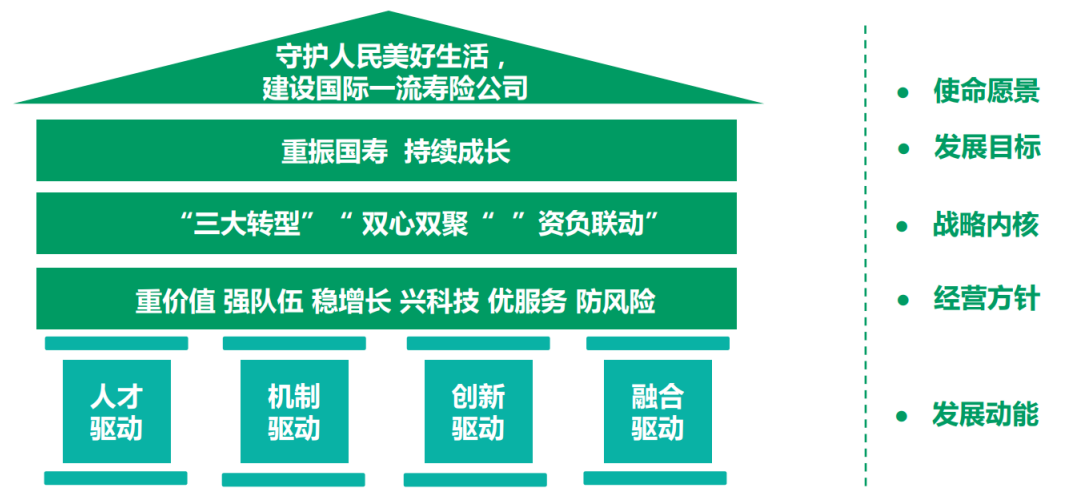 守护人民美好生活，
建设国际一流寿险公司
使命愿景
重振国寿 持续成长
发展目标
“三大转型” “ 双心双聚 “ ” 资负联动”
战略内核
重价值 强队伍 稳增长 兴科技 优服务 防风险
经营方针
人才
驱动
机制
驱动
创新
驱动
融合
驱动
发展动能